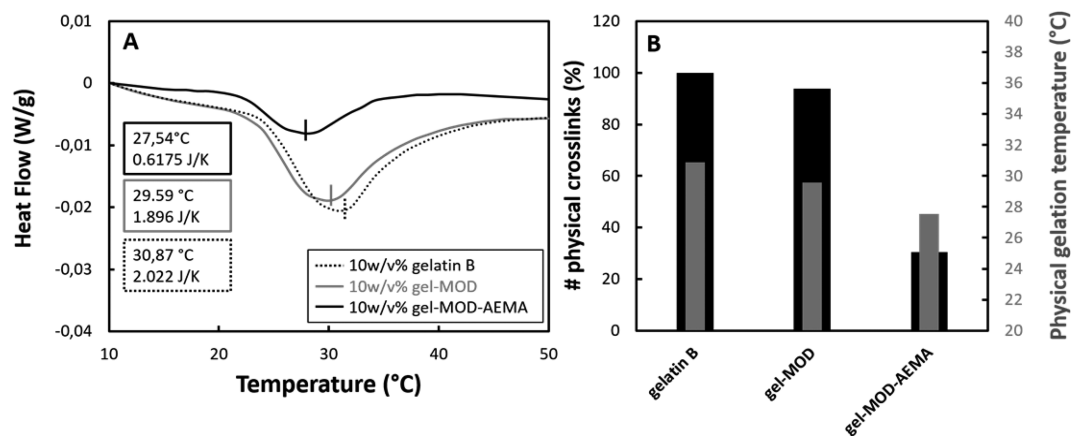 A
Heat Flow (W/g)
0,01
0
-0,01
-0,02
-0,03
-0,04
27,54°C
0.6175 J/K
29.59 °C
1.896 J/K
30,87 °C
2.022 J/K
10w/v% gelatin B
10w/v% gel-MOD
10w/v% gel-MOD-AEMA
10 20 30 40 50
Temperature (°C)
B
# physical crosslinks (%)
120
100
80
60
40
20
0
gelatin B
gel-MOD
gel-MOD-AEMA
40
38
36
34
32
30
28
26
24
22
20
Physical gelation temperature (°C)